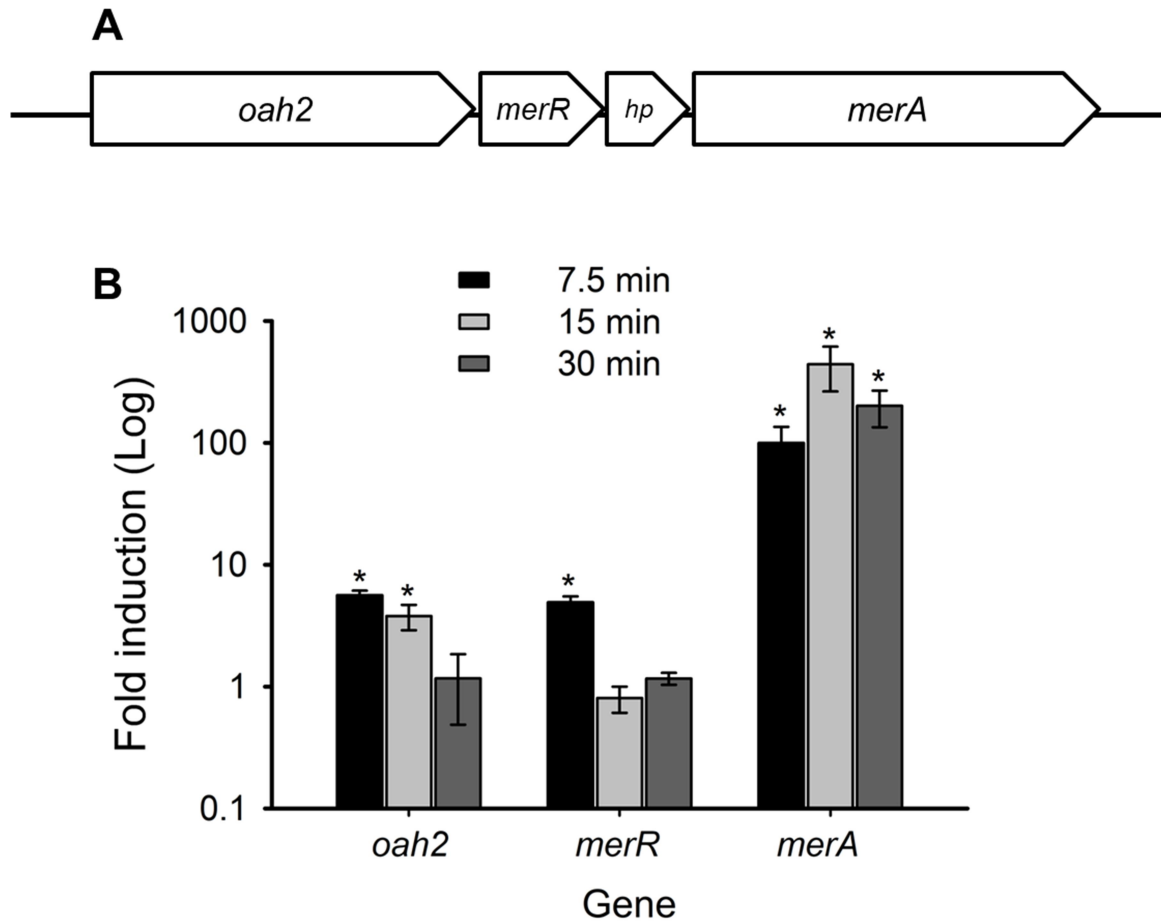 A
oah2 merR hp merA
B
7.5 min
15 min
30 min
1000
100
10
1
0.1
Fold induction (Log)
* * * * * *
oah2 merR merA
Gene